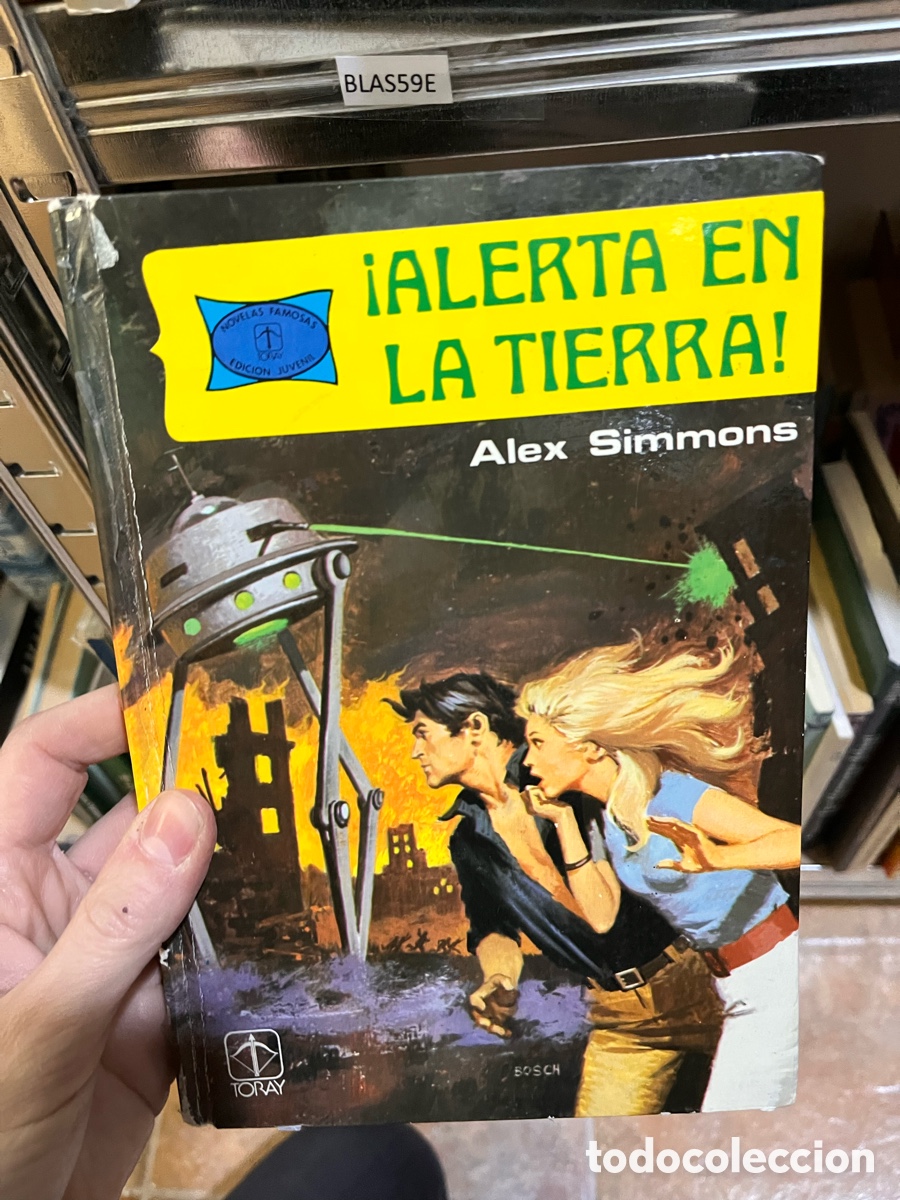 BLAS59E
¡ALERTA EN
LA TIERRA!
NOVELAS FAMOSAS
TORAY
EDICION JUVENIL
Alex Simmons
BOSCH
TORAY
todocoleccion